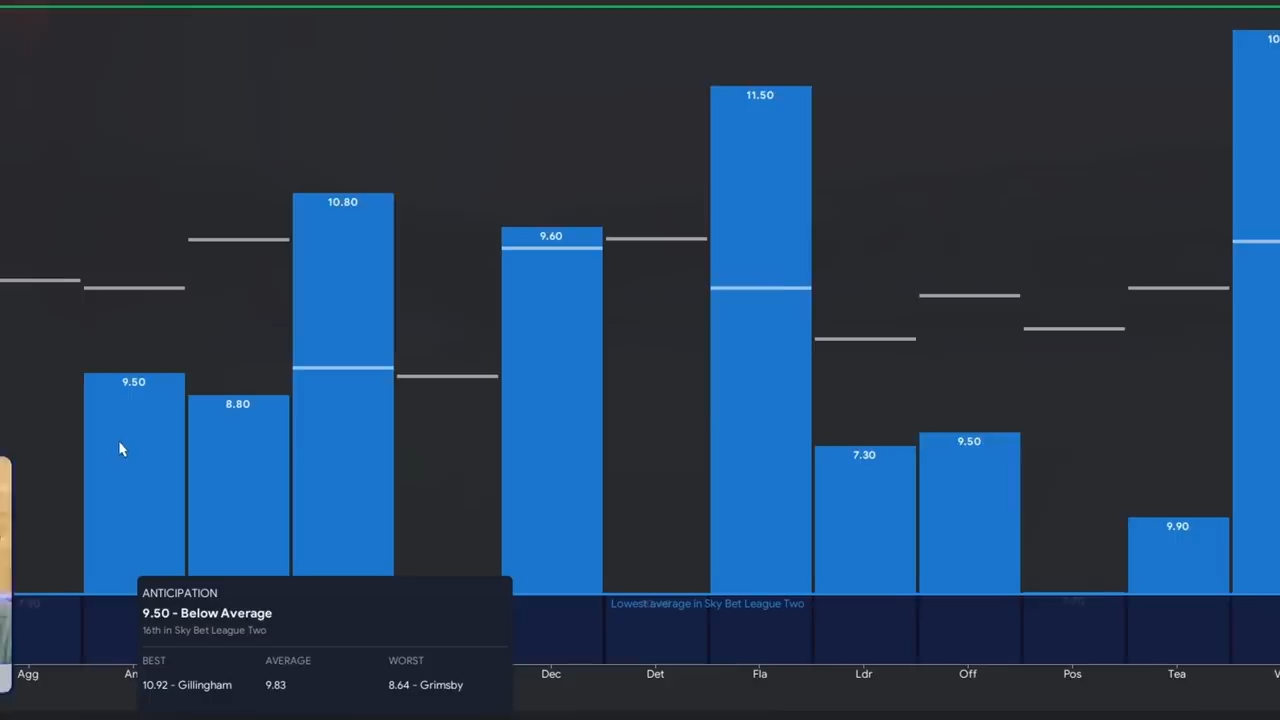 10
11.50
10.80
9.60
9.50
8.80
9.50
7.30
9.90
Lowest average in Sky Bet League Two
ANTICIPATION
9.50 - Below Average
16th in Sky Bet League Two
BEST AVERAGE WORST
10.92 - Gillingham 9.83 8.64 - Grimsby
Agg An Dec Det Fla Ldr Off Pos Tea